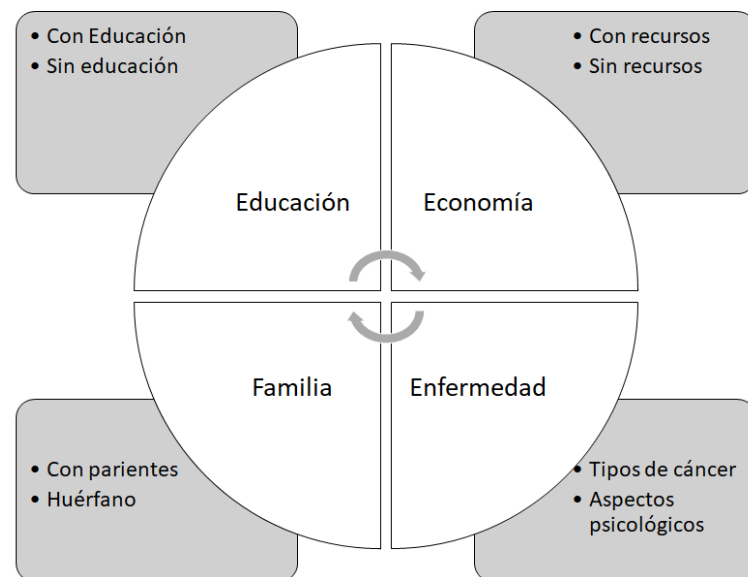 • Con Educación
• Sin educación
• Con recursos
• Sin recursos
Educación
Economía
Familia
Enfermedad
• Con parientes
• Huérfano
• Tipos de cáncer
• Aspectos
psicológicos